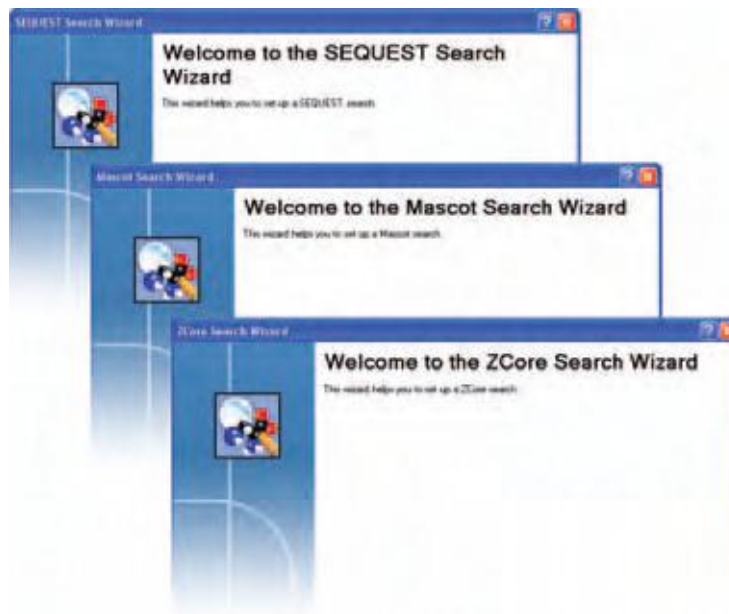 SEQUEST Search Wizard
Welcome to the SEQUEST Search
Wizard
This wizard helps you to set up a SEQUEST search.
Mascot Search Wizard
Welcome to the Mascot Search Wizard
This wizard helps you to set up a Mascot search.
ZCore Search Wizard
Welcome to the ZCore Search Wizard
This wizard helps you to set up a ZCore search.